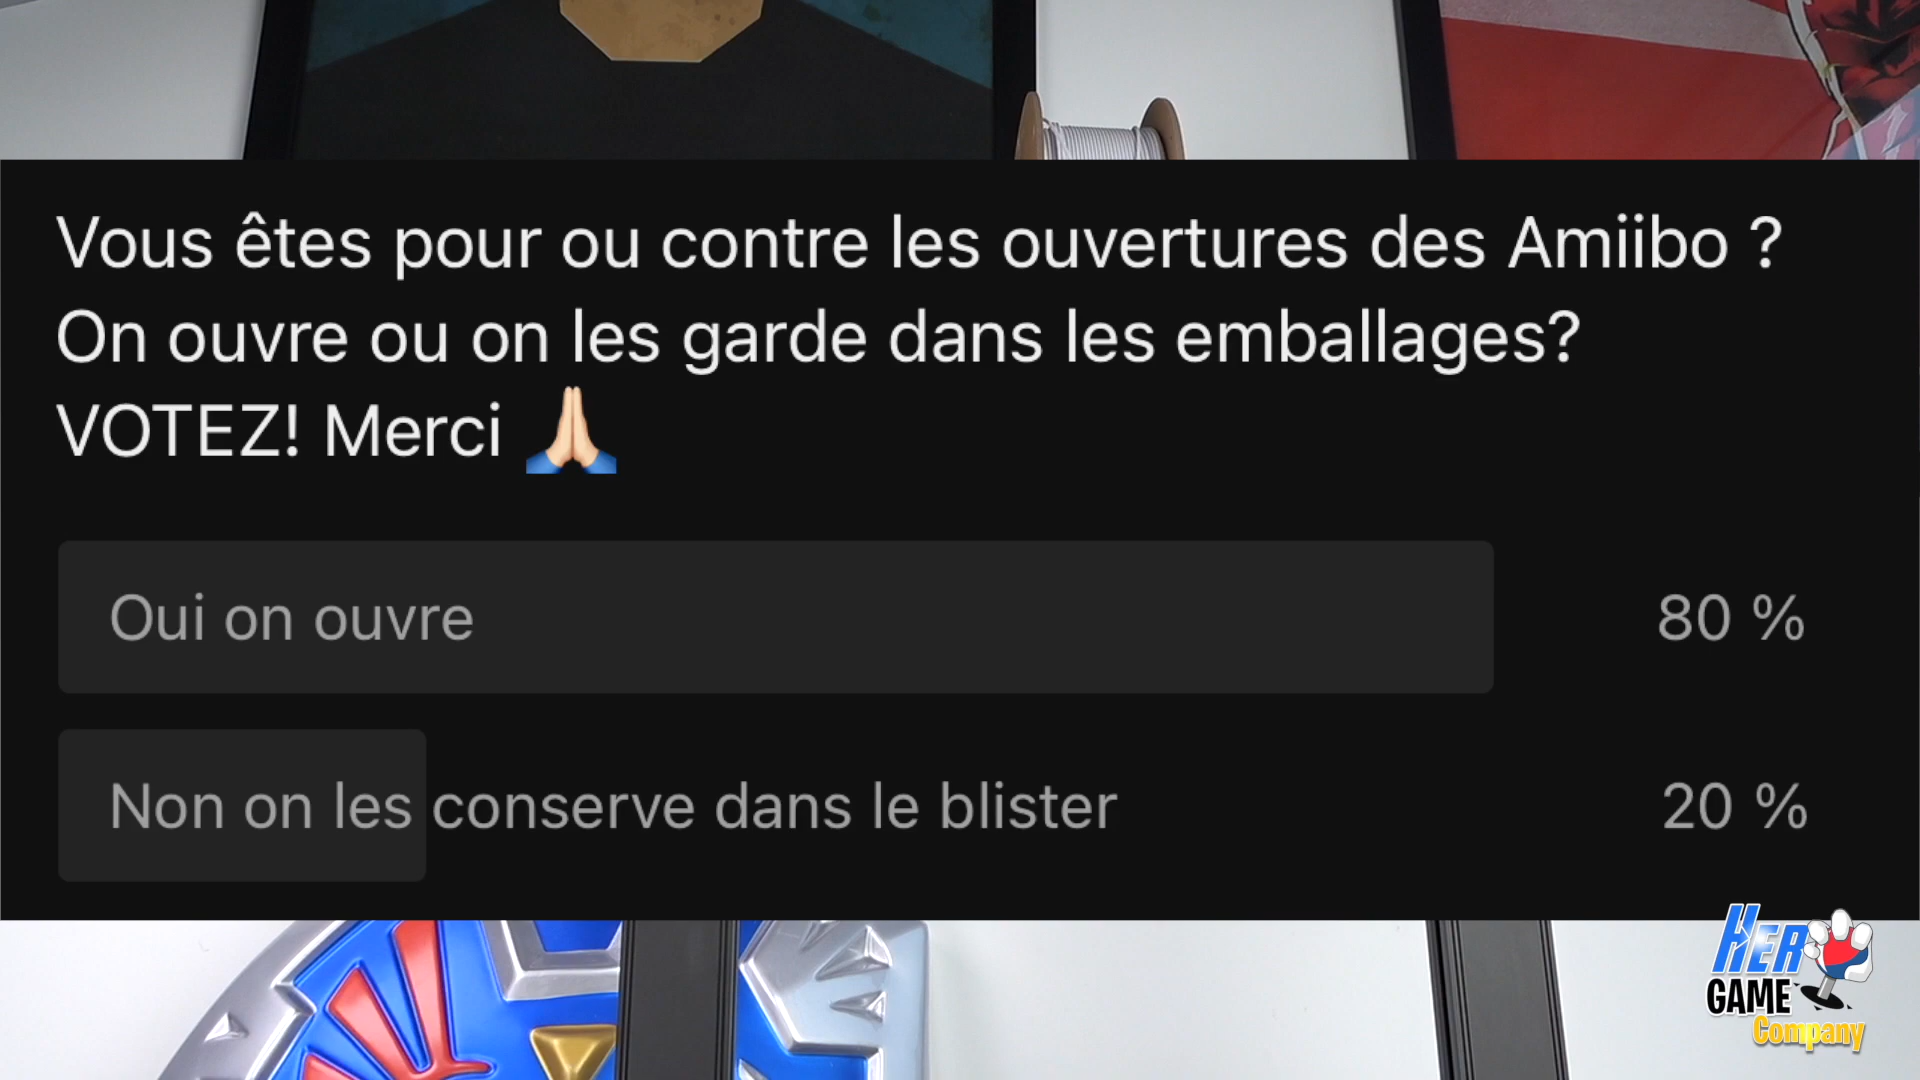 Vous êtes pour ou contre les ouvertures des Amiibo ?
On ouvre ou on les garde dans les emballages?
VOTEZ! Merci 🙏🏻
Oui on ouvre
80 %
Non on les conserve dans le blister
20 %
HER
GAME
Company